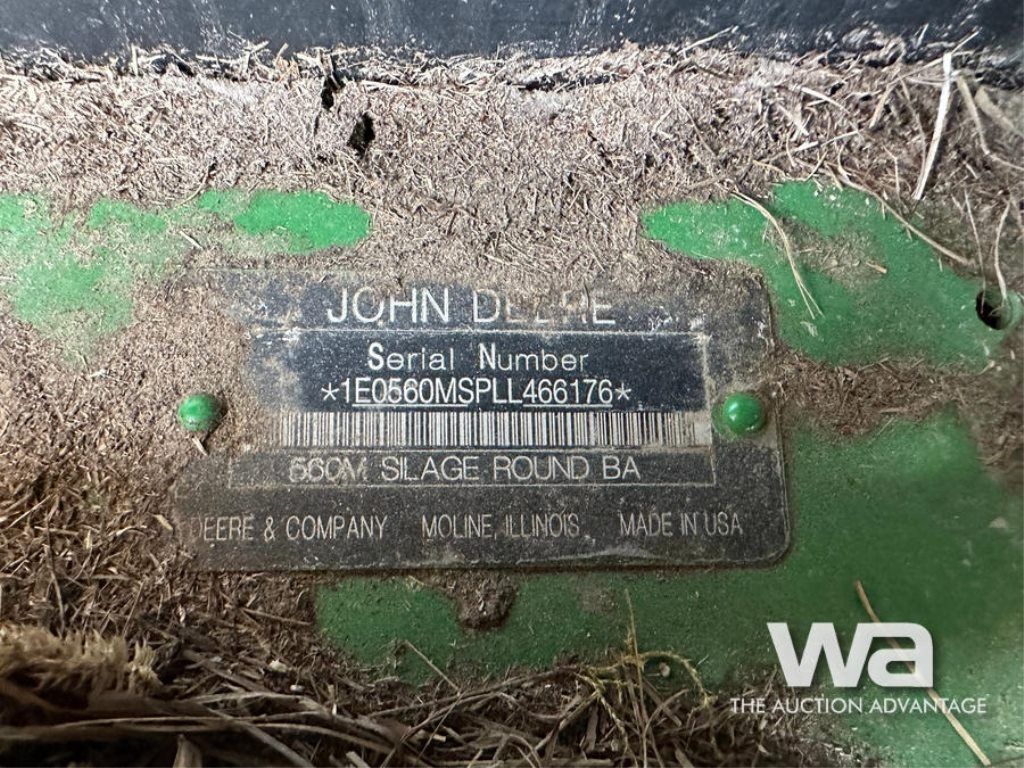 JOHN DEERE
Serial Number
*1E0560MSPLL466176*
560M SILAGE ROUND BA
DEERE & COMPANY MOLINE, ILLINOIS MADE IN USA
wa
THE AUCTION ADVANTAGE